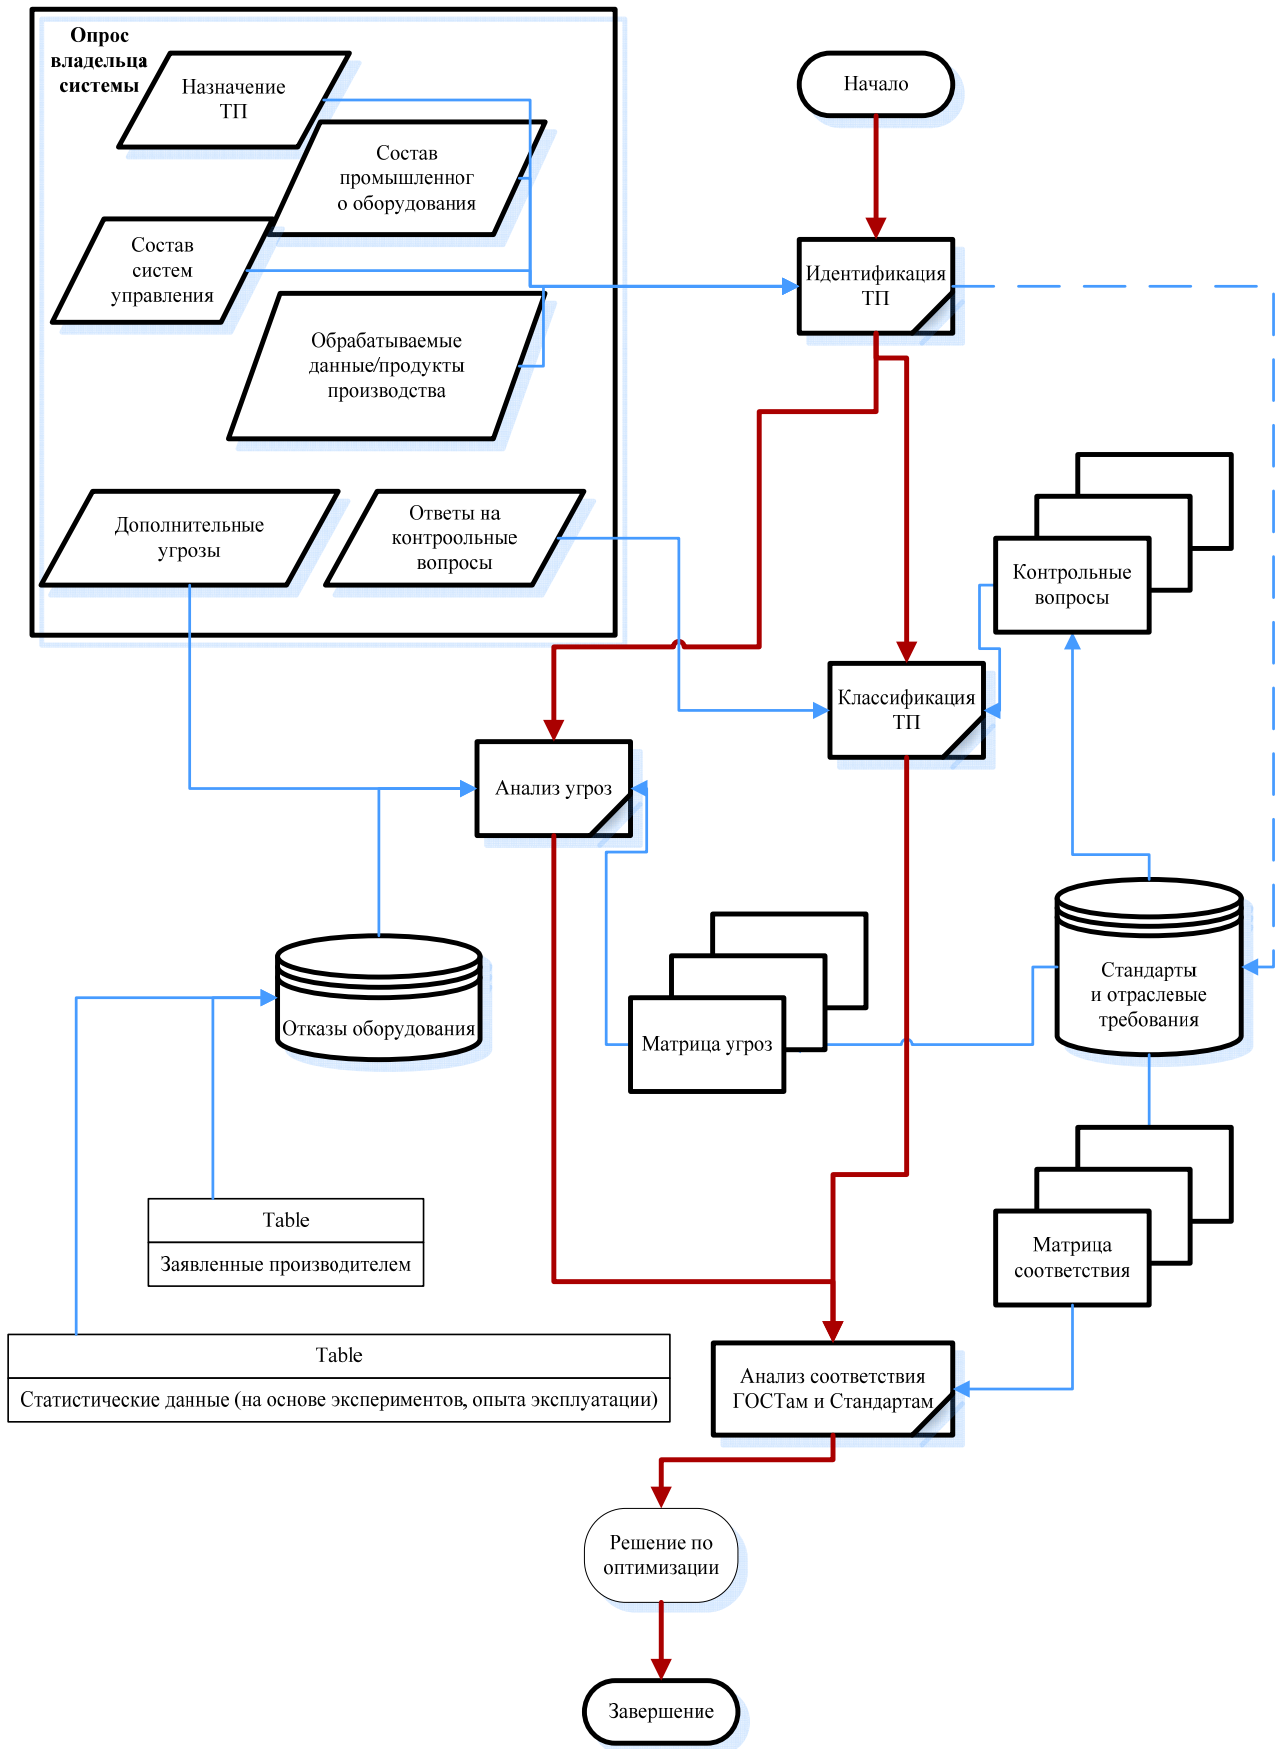 Опрос
владельца
системы
Назначение
ТП
Начало
Состав
промышленног
о оборудования
Состав
систем
управления
Идентификация
ТП
Обрабатываемые
данные/продукты
производства
Дополнительные
угрозы
Ответы на
контроольные
вопросы
Контрольные
вопросы
Классификация
ТП
Анализ угроз
Стандарты
и отраслевые
требования
Отказы оборудования
Матрица угроз
Table
Заявленные производителем
Матрица
соответствия
Table
Статистические данные (на основе экспериментов, опыта эксплуатации)
Анализ соответствия
ГОСТам и Стандартам
Решение по
оптимизации
Завершение